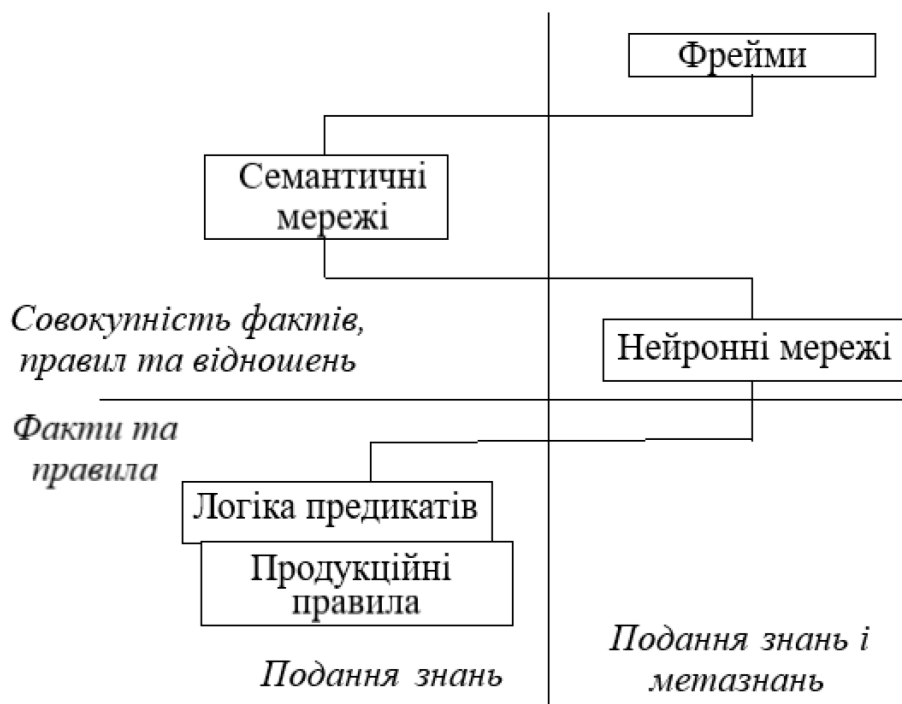 Фрейми
Семантичні
мережі
Совокупність фактів,
правил та відношень
Нейронні мережі
Факти та
правила
Логіка предикатів
Продукційні
правила
Подання знань
Подання знань і
метазнань